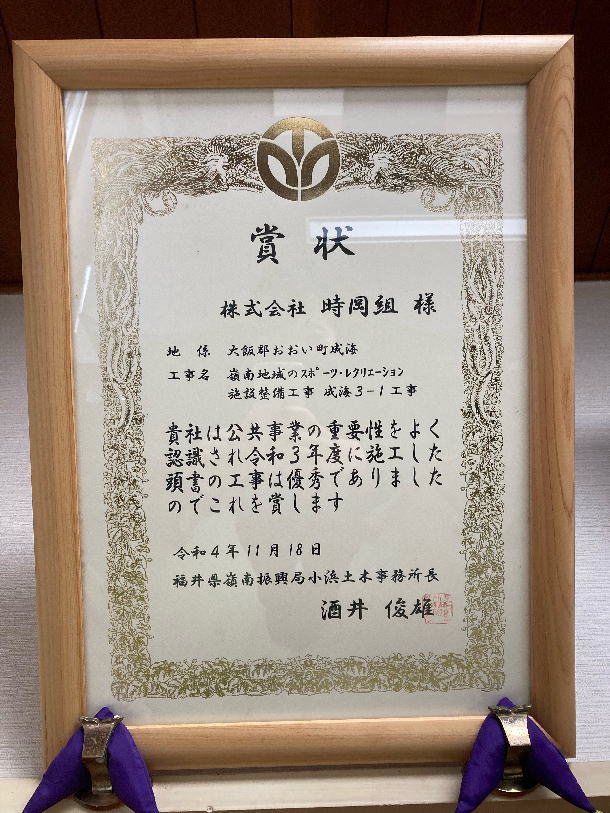 賞状
株式会社 時岡組 様
地係 大飯郡おおい町成海
工事名 嶺南地域のスポーツ・レクリエーション
施設整備工事 成海3-1工事
貴社は公共事業の重要性をよく
認識され令和3年度に施工した
頭書の工事は優秀でありました
のでこれを賞します
令和4年11月18日
福井県嶺南振興局小浜土木事務所長
酒井 俊雄